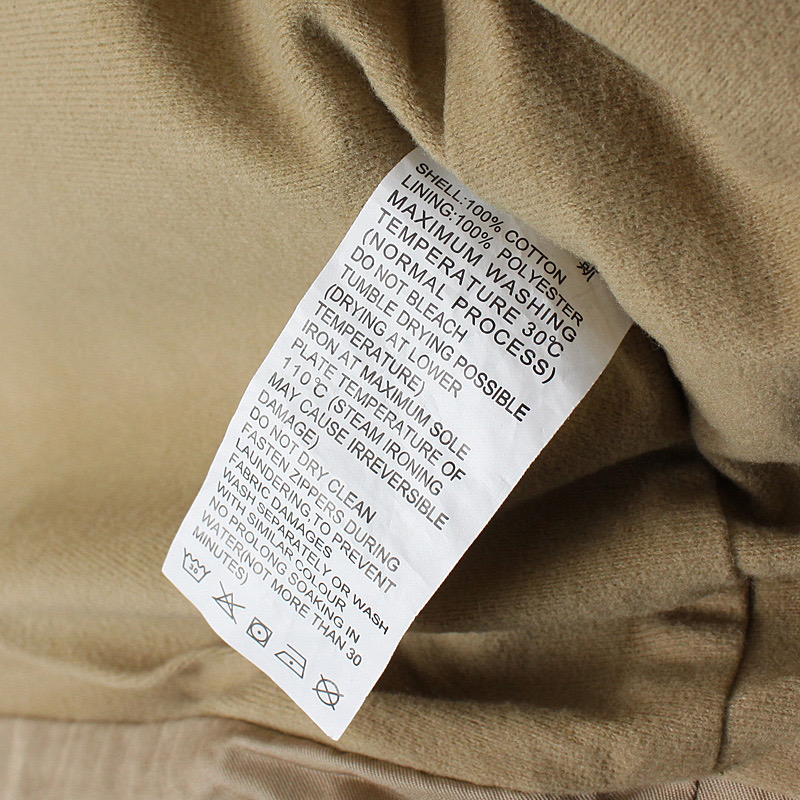 SHELL:100% COTTON
LINING:100% POLYESTER
MAXIMUM WASHING
TEMPERATURE 30℃
(NORMAL PROCESS)
DO NOT BLEACH
TUMBLE DRYING POSSIBLE
(DRYING AT LOWER
TEMPERATURE)
IRON AT MAXIMUM SOLE
PLATE TEMPERATURE OF
110℃ (STEAM IRONING
MAY CAUSE IRREVERSIBLE
DAMAGE)
DO NOT DRY CLEAN
FASTEN ZIPPERS DURING
LAUNDERING,TO PREVENT
FABRIC DAMAGES
WASH SEPARATELY OR WASH
WITH SIMILAR COLOUR
NO PROLONG SOAKING IN
WATER(NOT MORE THAN 30
MINUTES)
30